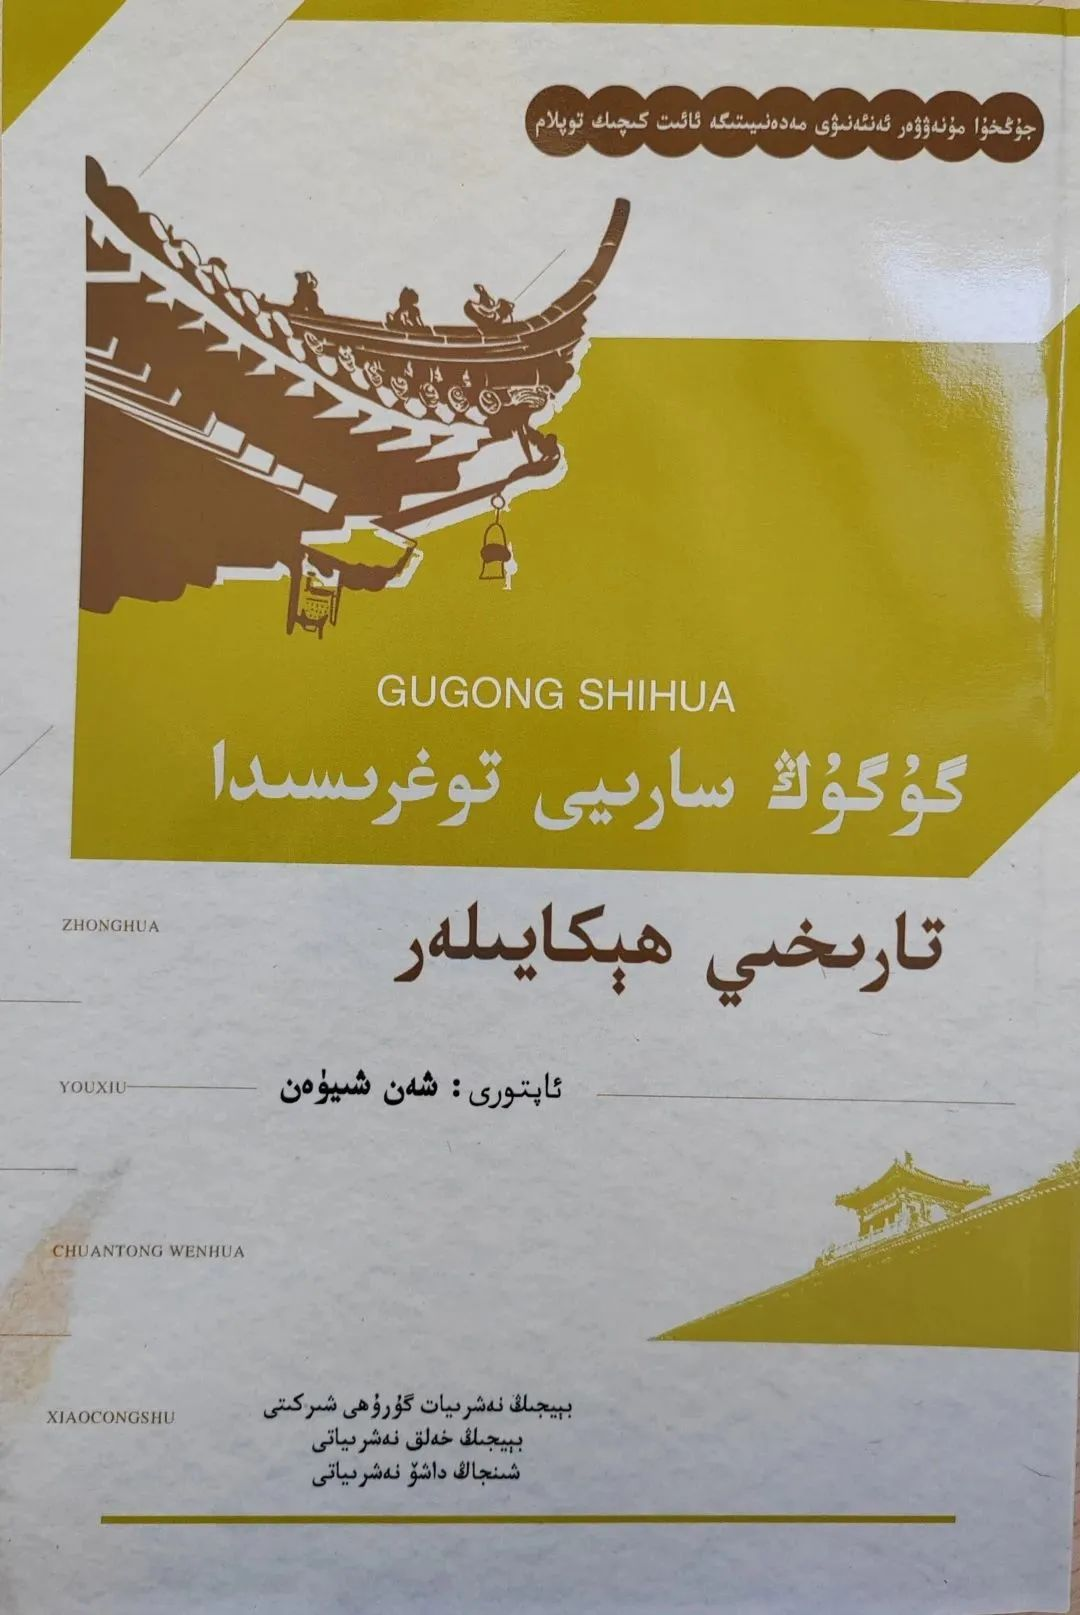 جۇڭخۇا مۇنەۋۋەر ئەنئەنىۋى مەدەنىيىتىگە ئائىت كىچىك توپلام
GUGONG SHIHUA
گۇگۇڭ سارىيى توغرىسىدا
تارىخىي ھېكايىلەر
ZHONGHUA
ئاپتورى: شەن شىيۈەن
YOUXIU
CHUANTONG WENHUA
XIAOCONGSHU
بېيجىڭ نەشرىيات گۇرۇھى شىركىتى
بېيجىڭ خەلق نەشرىياتى
شىنجاڭ داشۆ نەشرىياتى